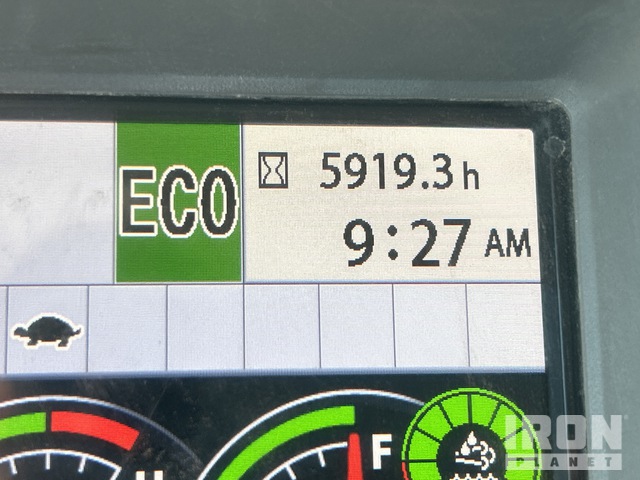 ECO
5919.3 h
9:27 AM
F
IRON
PLANET